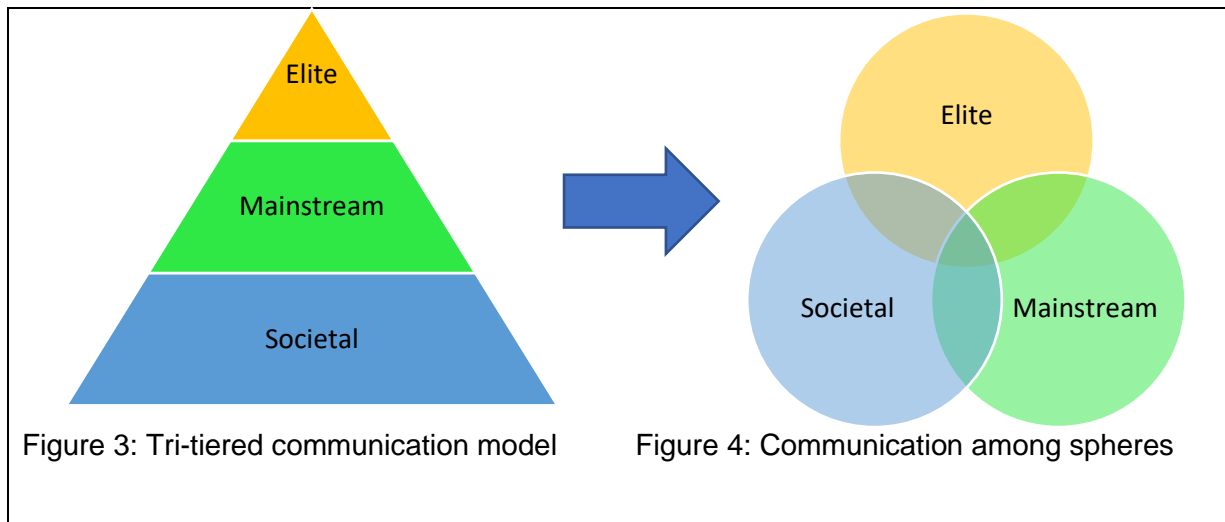 Elite
Mainstream
Societal
Elite
Societal
Mainstream
Figure 3: Tri-tiered communication model
Figure 4: Communication among spheres